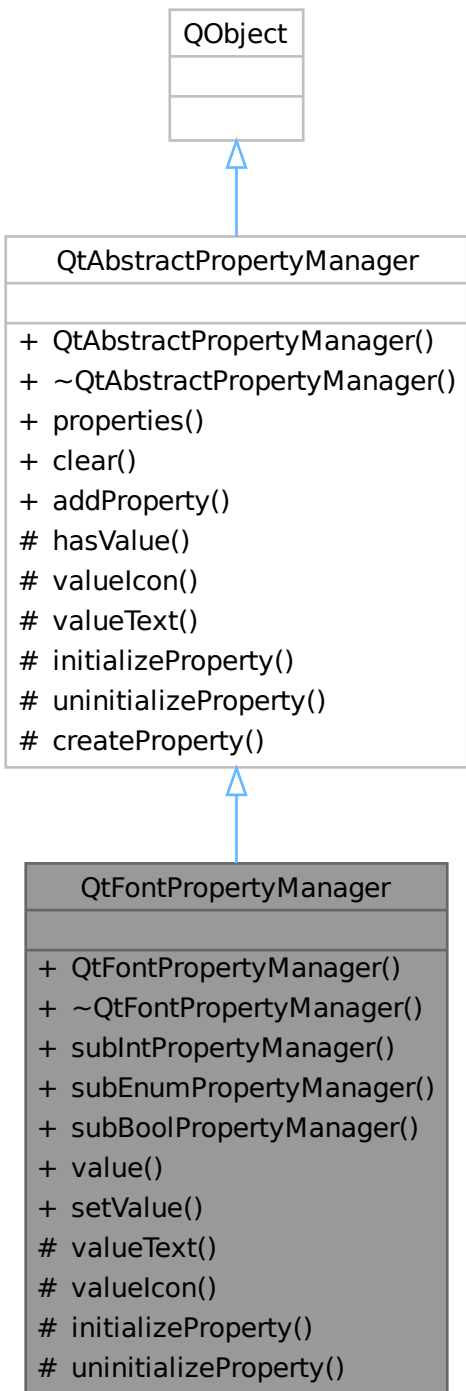 QObject
QtAbstractPropertyManager
+ QtAbstractPropertyManager()
+ ~QtAbstractPropertyManager()
+ properties()
+ clear()
+ addProperty()
# hasValue()
# valueIcon()
# valueText()
# initializeProperty()
# uninitializeProperty()
# createProperty()
QtFontPropertyManager
+ QtFontPropertyManager()
+ ~QtFontPropertyManager()
+ subIntPropertyManager()
+ subEnumPropertyManager()
+ subBoolPropertyManager()
+ value()
+ setValue()
# valueText()
# valueIcon()
# initializeProperty()
# uninitializeProperty()